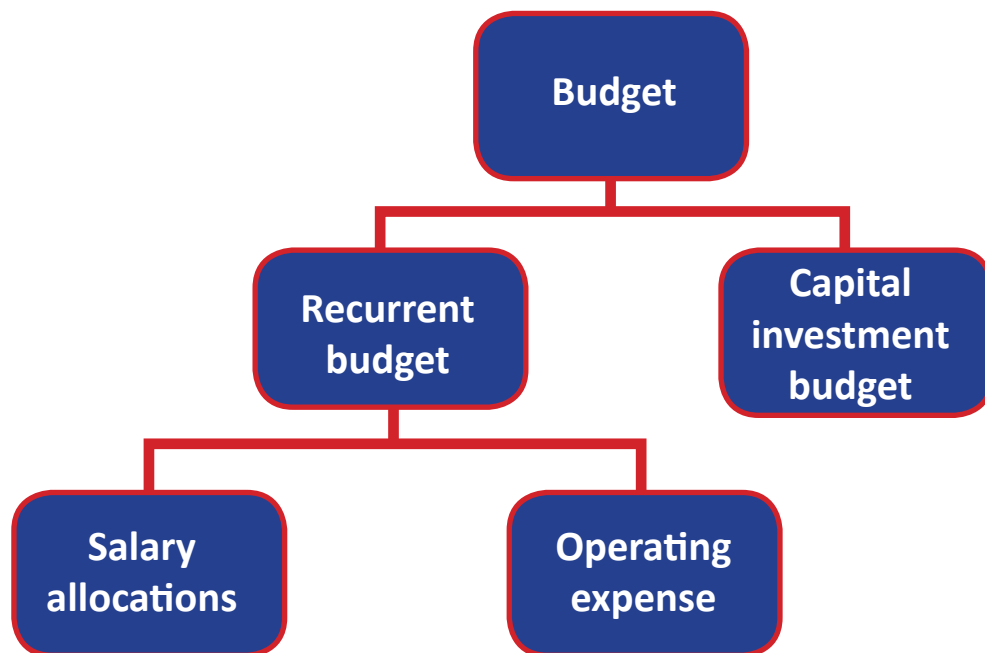 Budget
Recurrent
budget
Capital
investment
budget
Salary
allocations
Operating
expense